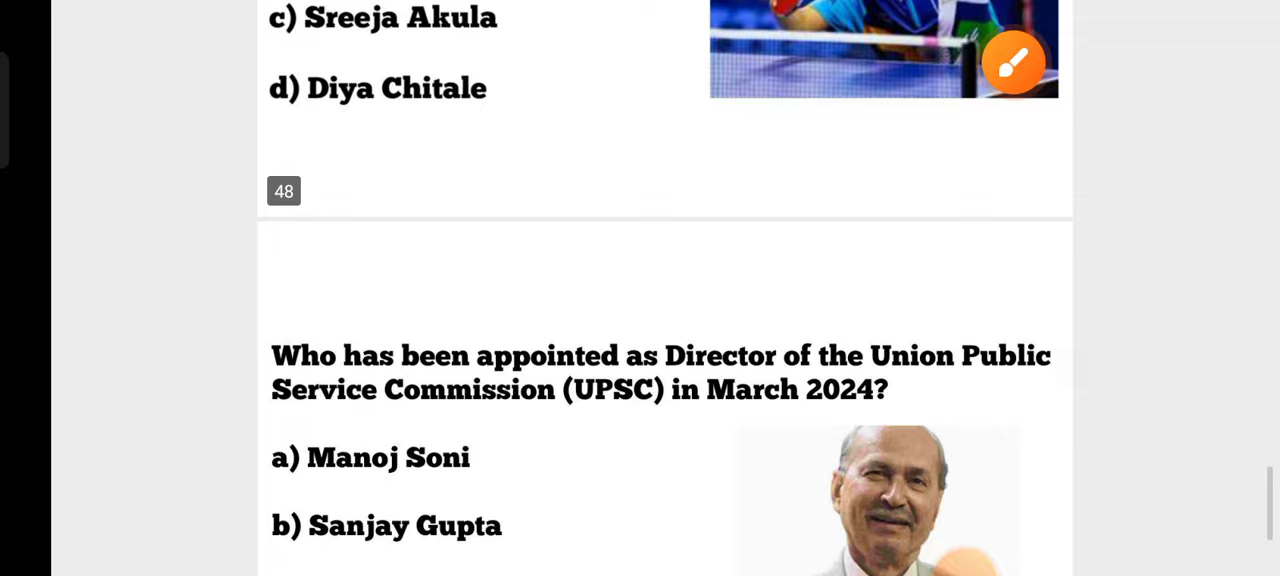 c) Sreeja Akula
d) Diya Chitale
48
Who has been appointed as Director of the Union Public
Service Commission (UPSC) in March 2024?
a) Manoj Soni
b) Sanjay Gupta